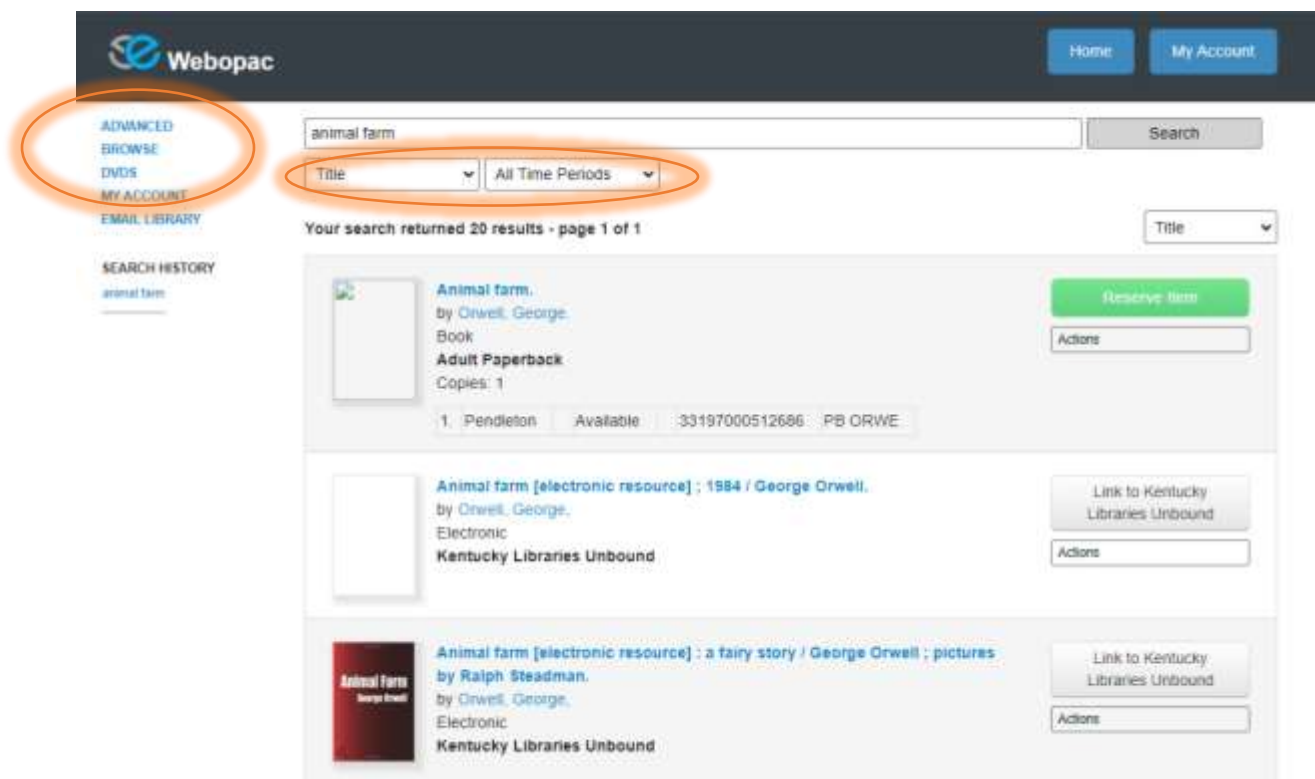 Webopac
Home
My Account
ADVANCED
BROWSE
DVDS
MY ACCOUNT
EMAIL LIBRARY
SEARCH HISTORY
animal farm
animal farm
Search
Title
All Time Periods
Your search returned 20 results - page 1 of 1
Title
Animal farm.
by Orwell, George.
Book
Adult Paperback
Copies: 1
1. Pendleton Available 33197000512686 PB ORWE
Reserve Item
Actions
Animal farm [electronic resource] ; 1984 / George Orwell.
by Orwell, George,
Electronic
Kentucky Libraries Unbound
Link to Kentucky
Libraries Unbound
Actions
Animal Farm
George Orwell
Animal farm [electronic resource] : a fairy story / George Orwell ; pictures
by Ralph Steadman.
by Orwell, George,
Electronic
Kentucky Libraries Unbound
Link to Kentucky
Libraries Unbound
Actions